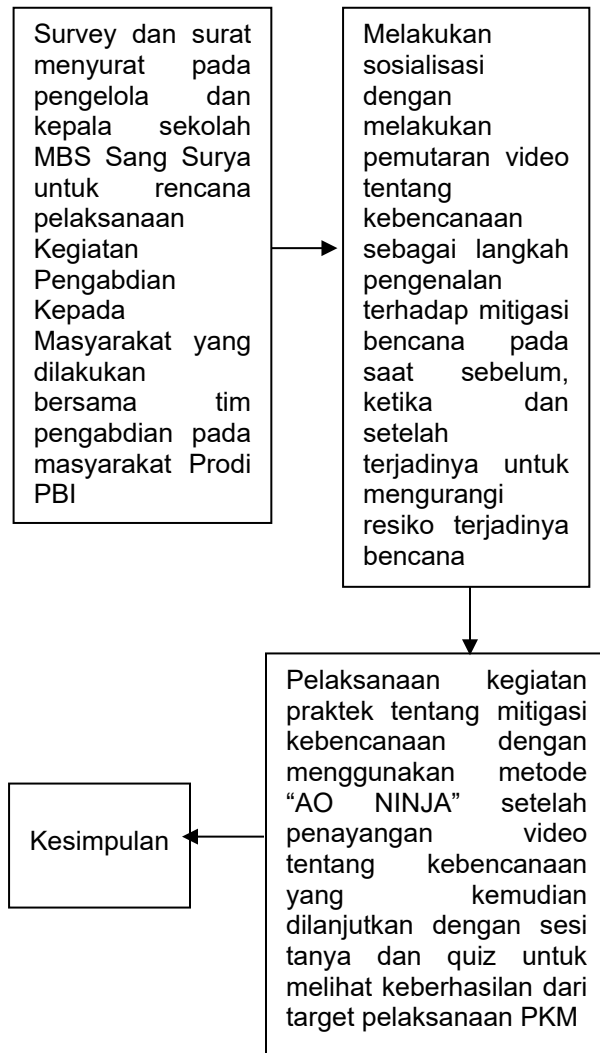 Survey dan surat
menyurat pada
pengelola dan
kepala sekolah
MBS Sang Surya
untuk rencana
pelaksanaan
Kegiatan
Pengabdian
Kepada
Masyarakat yang
dilakukan
bersama tim
pengabdian pada
masyarakat Prodi
PBI
Melakukan
sosialisasi
dengan
melakukan
pemutaran video
tentang
kebencanaan
sebagai langkah
pengenalan
terhadap mitigasi
bencana pada
saat sebelum,
ketika dan
setelah
terjadinya untuk
mengurangi
resiko terjadinya
bencana
Pelaksanaan kegiatan
praktek tentang mitigasi
kebencanaan dengan
menggunakan metode
“AO NINJA” setelah
penayangan video
tentang kebencanaan
yang kemudian
dilanjutkan dengan sesi
tanya dan quiz untuk
melihat keberhasilan dari
target pelaksanaan PKM
Kesimpulan